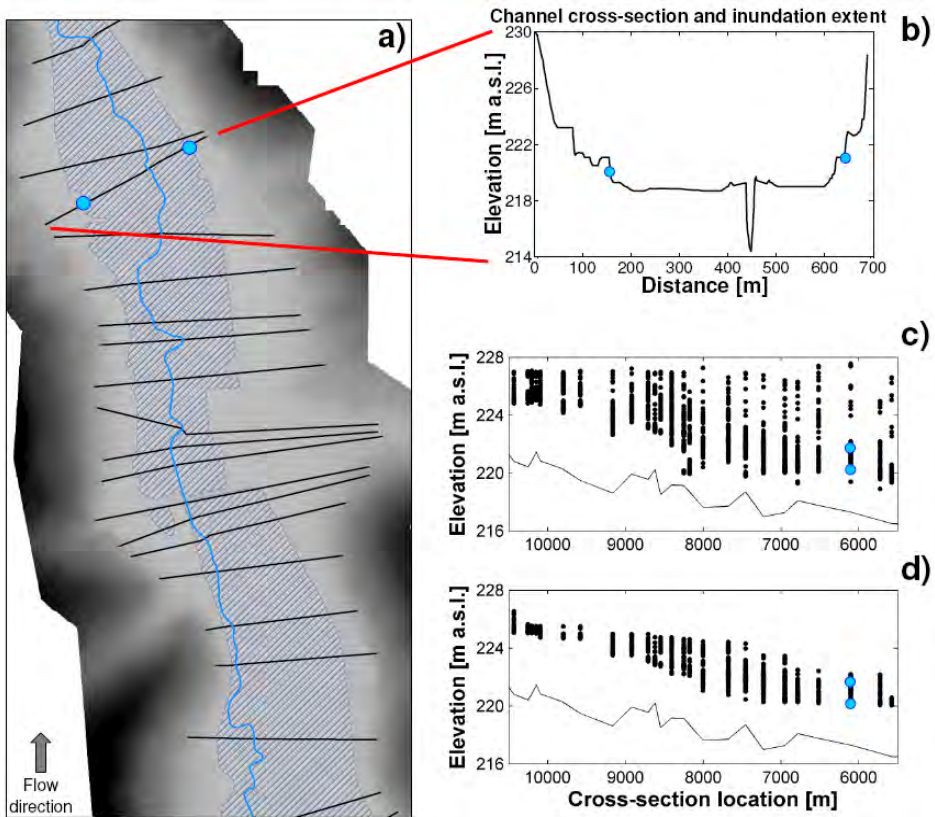 a)
Flow
direction
Channel cross-section and inundation extent
b)
Elevation [m a.s.l.]
230
226
222
218
214
0 100 200 300 400 500 600 700
Distance [m]
c)
Elevation [m a.s.l.]
228
224
220
216
10000 9000 8000 7000 6000
d)
Elevation [m a.s.l.]
228
224
220
216
10000 9000 8000 7000 6000
Cross-section location [m]